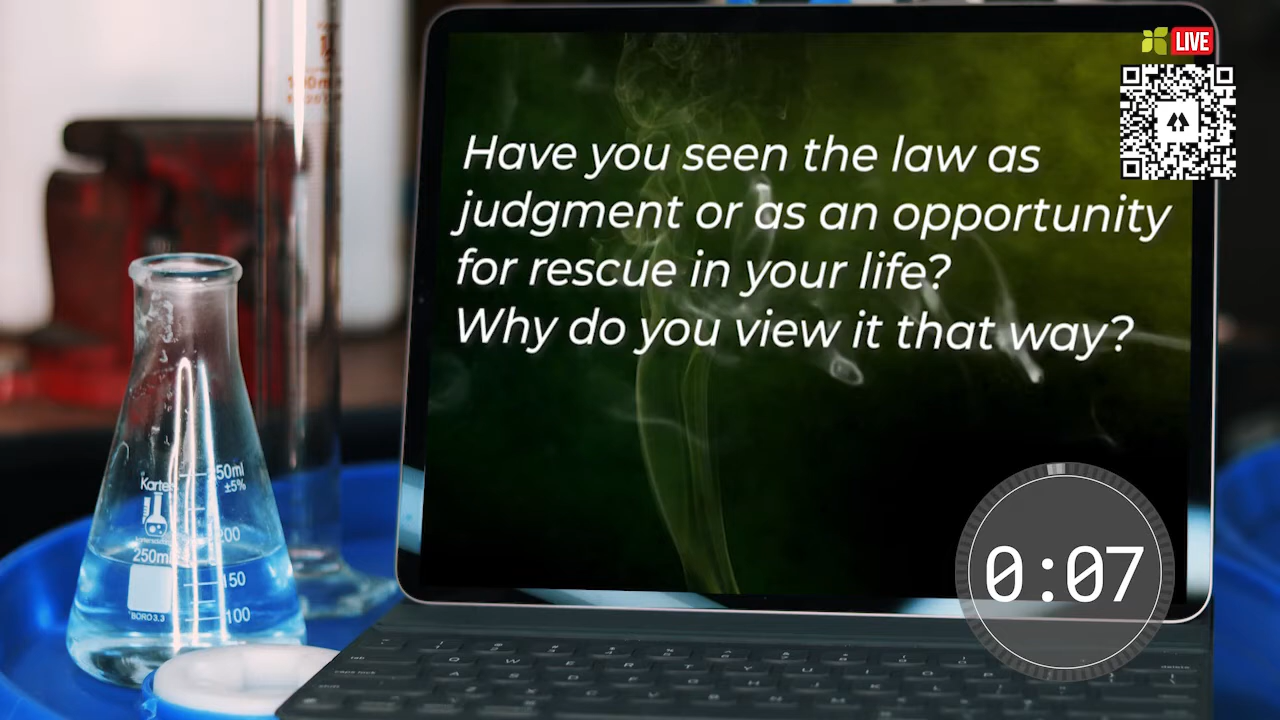 LIVE
Have you seen the law as
judgment or as an opportunity
for rescue in your life?
Why do you view it that way?
0:07
50ml
±5%
200
250ml
150
BORO 3.3
100